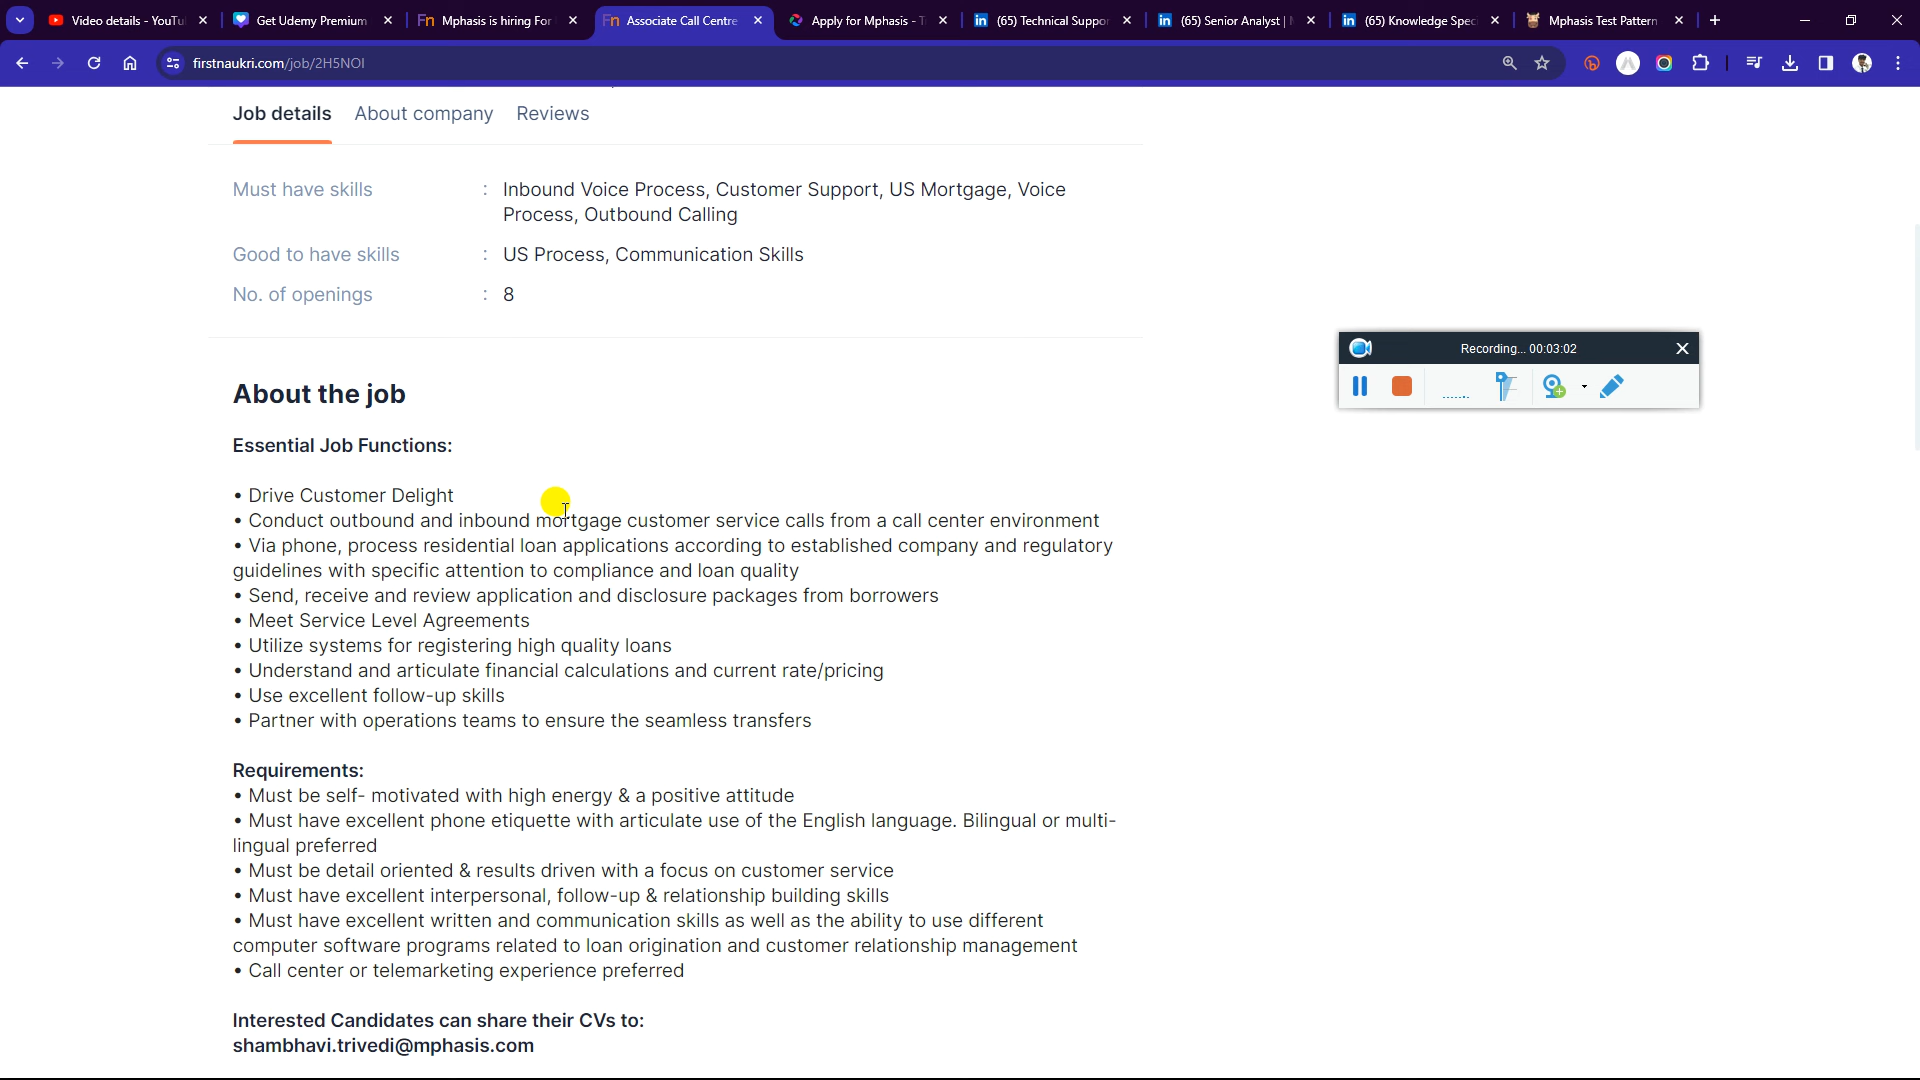 Video details - YouTu
Get Udemy Premium
Mphasis is hiring For
Associate Call Centre
Apply for Mphasis - T
(65) Technical Suppor
(65) Senior Analyst |
(65) Knowledge Spec
Mphasis Test Pattern
firstnaukri.com/job/2H5NOI
Job details About company Reviews
Must have skills : Inbound Voice Process, Customer Support, US Mortgage, Voice
Process, Outbound Calling
Good to have skills : US Process, Communication Skills
No. of openings : 8
Recording... 00:03:02
About the job
Essential Job Functions:
• Drive Customer Delight
• Conduct outbound and inbound mortgage customer service calls from a call center environment
• Via phone, process residential loan applications according to established company and regulatory
guidelines with specific attention to compliance and loan quality
• Send, receive and review application and disclosure packages from borrowers
• Meet Service Level Agreements
• Utilize systems for registering high quality loans
• Understand and articulate financial calculations and current rate/pricing
• Use excellent follow-up skills
• Partner with operations teams to ensure the seamless transfers
Requirements:
• Must be self- motivated with high energy & a positive attitude
• Must have excellent phone etiquette with articulate use of the English language. Bilingual or multi-
lingual preferred
• Must be detail oriented & results driven with a focus on customer service
• Must have excellent interpersonal, follow-up & relationship building skills
• Must have excellent written and communication skills as well as the ability to use different
computer software programs related to loan origination and customer relationship management
• Call center or telemarketing experience preferred
Interested Candidates can share their CVs to:
shambhavi.trivedi@mphasis.com